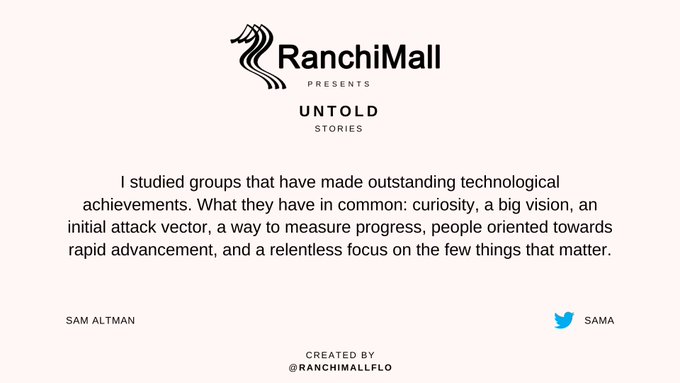 RanchiMall
PRESENTS
UNTOLD
STORIES
I studied groups that have made outstanding technological
achievements. What they have in common: curiosity, a big vision, an
initial attack vector, a way to measure progress, people oriented towards
rapid advancement, and a relentless focus on the few things that matter.
SAM ALTMAN
SAMA
CREATED BY
@RANCHIMALLFLO